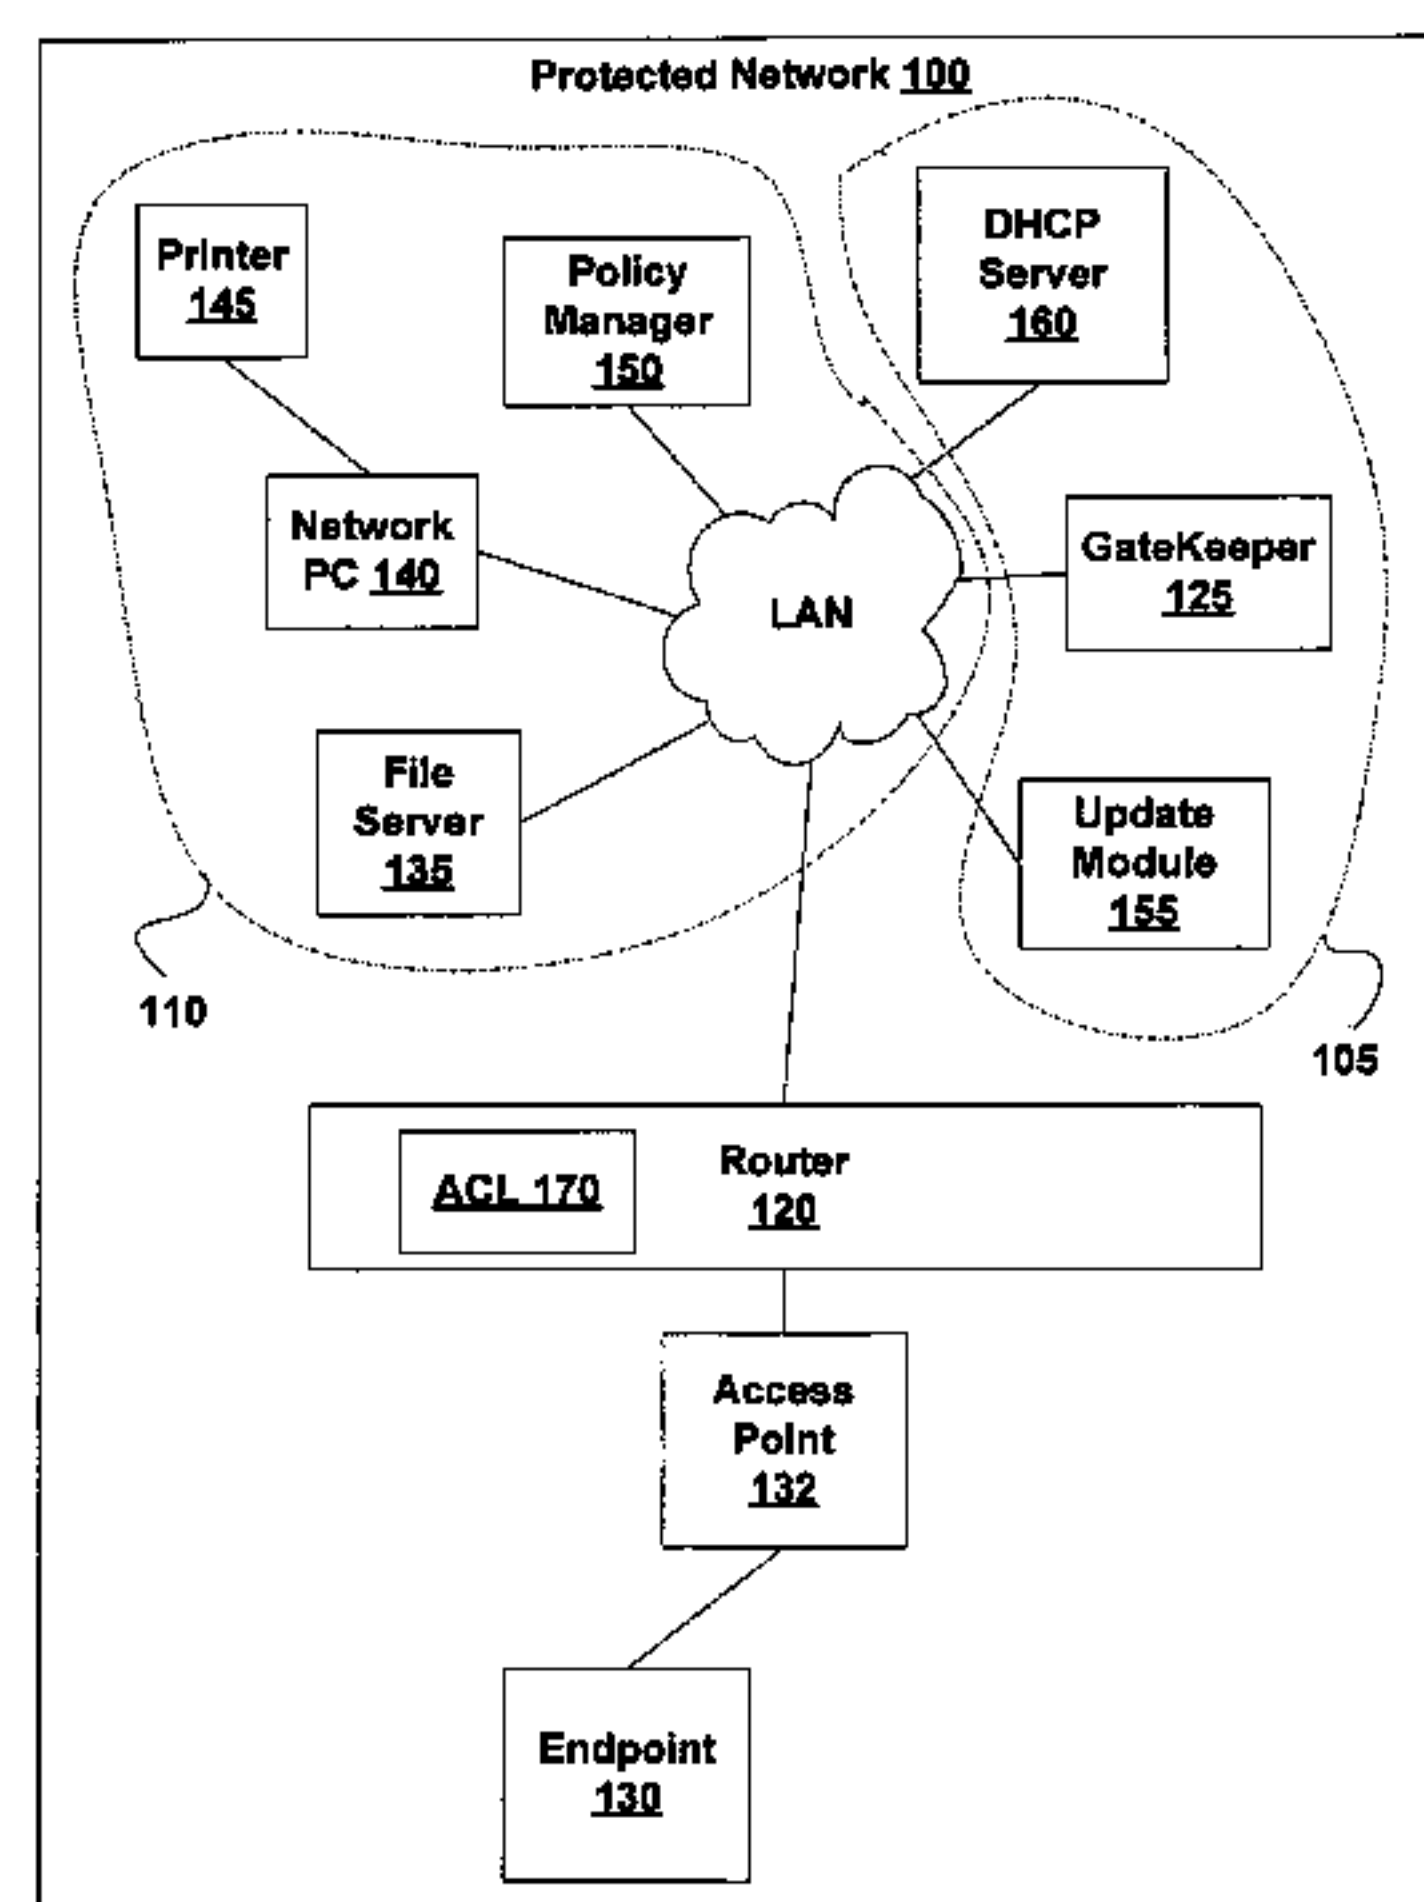 Protected Network 100
Printer
145
Policy
Manager
150
DHCP
Server
160
Network
PC 140
LAN
GateKeeper
125
File
Server
135
Update
Module
155
110
105
ACL 170
Router
120
Access
Point
132
Endpoint
130